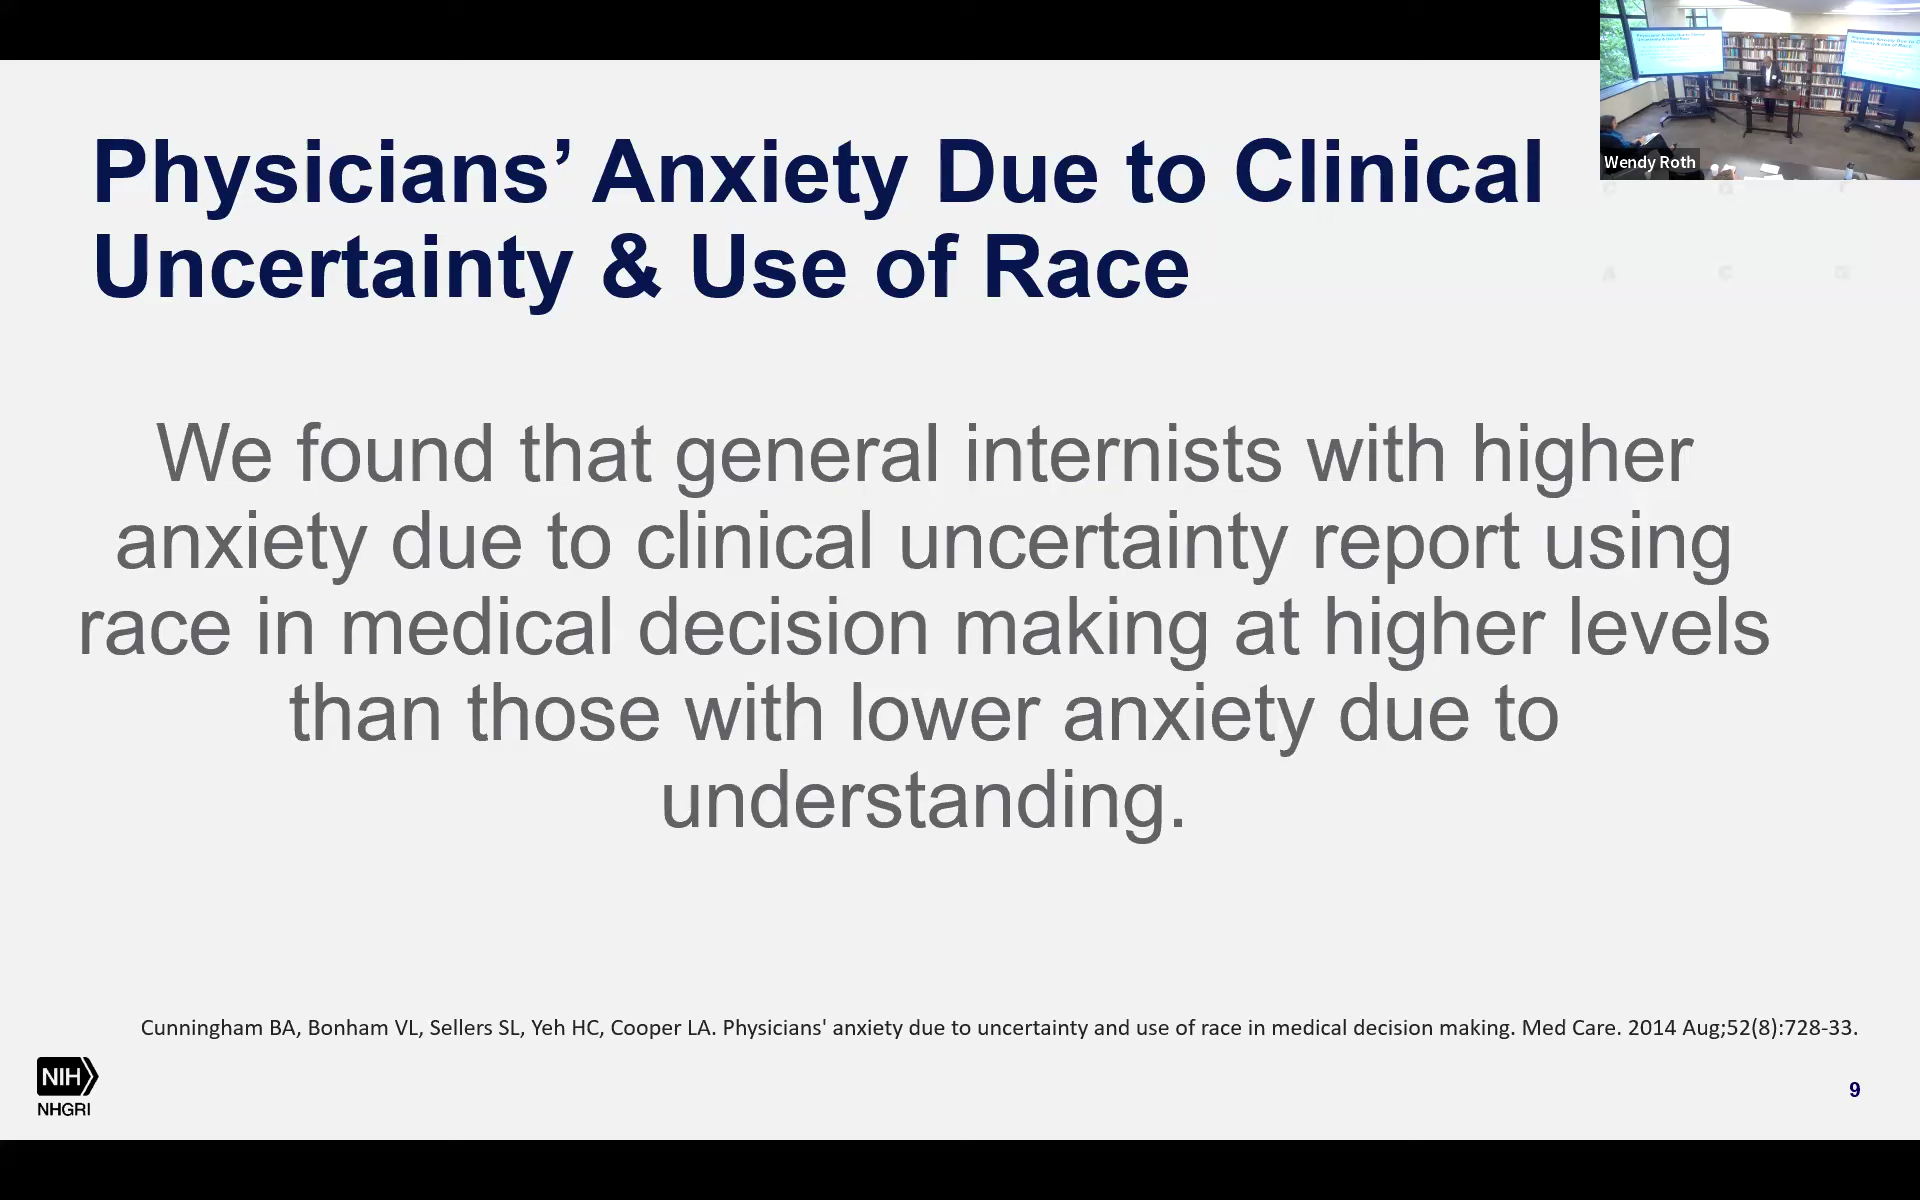 Physicians’ Anxiety Due to Clinical
Uncertainty & Use of Race
Wendy Roth
We found that general internists with higher
anxiety due to clinical uncertainty report using
race in medical decision making at higher levels
than those with lower anxiety due to
understanding.
Cunningham BA, Bonham VL, Sellers SL, Yeh HC, Cooper LA. Physicians' anxiety due to uncertainty and use of race in medical decision making. Med Care. 2014 Aug;52(8):728-33.
NIH
NHGRI
9